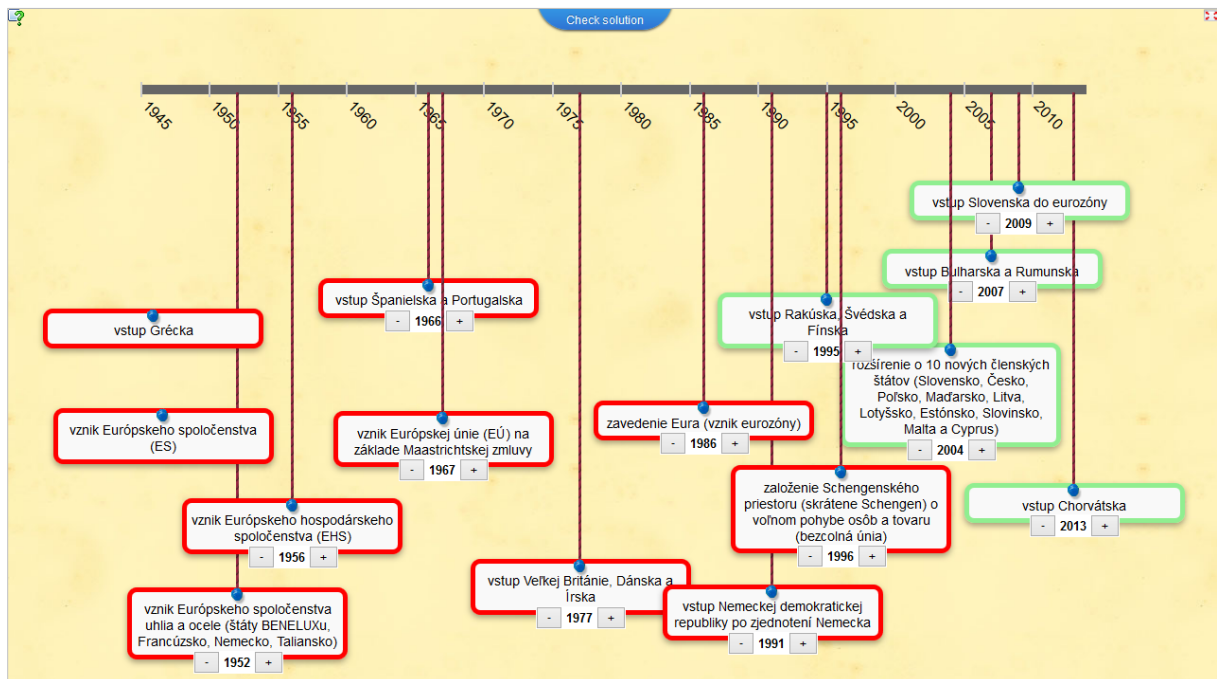 Check solution
1945
1950
1955
1960
1965
1970
1975
1980
1985
1990
1995
2000
2005
2010
vstup Slovenska do eurozóny
- 2009 +
vstup Bulharska a Rumunska
- 2007 +
vstup Španielska a Portugalska
- 1966 +
vstup Rakúska, Švédska a
Fínska
- 1995 +
vstup Grécka
rozšírenie o 10 nových členských
štátov (Slovensko, Česko,
Poľsko, Maďarsko, Litva,
Lotyšsko, Estónsko, Slovinsko,
Malta a Cyprus)
- 2004 +
vznik Európskeho spoločenstva
(ES)
vznik Európskej únie (EÚ) na
základe Maastrichtskej zmluvy
- 1967 +
zavedenie Eura (vznik eurozóny)
- 1986 +
založenie Schengenského
priestoru (skrátene Schengen) o
voľnom pohybe osôb a tovaru
(bezcolná únia)
- 1996 +
vstup Chorvátska
- 2013 +
vznik Európskeho hospodárskeho
spoločenstva (EHS)
- 1956 +
vstup Veľkej Británie, Dánska a
Írska
- 1977 +
vznik Európskeho spoločenstva
uhlia a ocele (štáty BENELUXu,
Francúzsko, Nemecko, Taliansko)
- 1952 +
vstup Nemeckej demokratickej
republiky po zjednotení Nemecka
- 1991 +